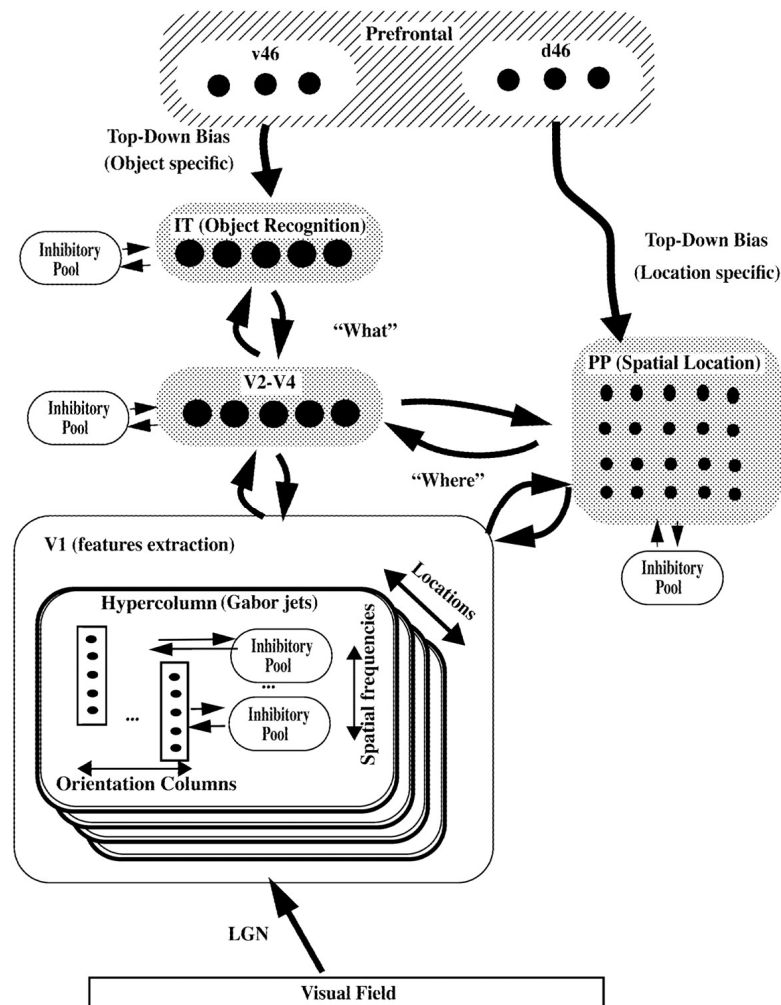 Prefrontal
v46
d46
Top-Down Bias
(Object specific)
IT (Object Recognition)
Inhibitory
Pool
Top-Down Bias
(Location specific)
“What”
PP (Spatial Location)
V2-V4
Inhibitory
Pool
“Where”
V1 (features extraction)
Locations
Inhibitory
Pool
Hypercolumn (Gabor jets)
Inhibitory
Pool
...
...
Inhibitory
Pool
Spatial frequencies
Orientation Columns
LGN
Visual Field